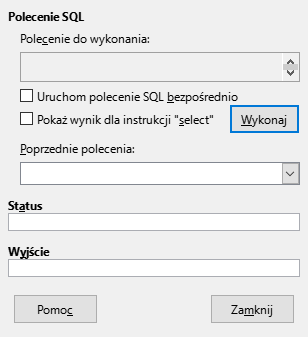 Polecenie SQL
Polecenie do wykonania:
Uruchom polecenie SQL bezpośrednio
Pokaż wynik dla instrukcji "select"
Wykonaj
Poprzednie polecenia:
Status
Wyjście
Pomoc
Zamknij